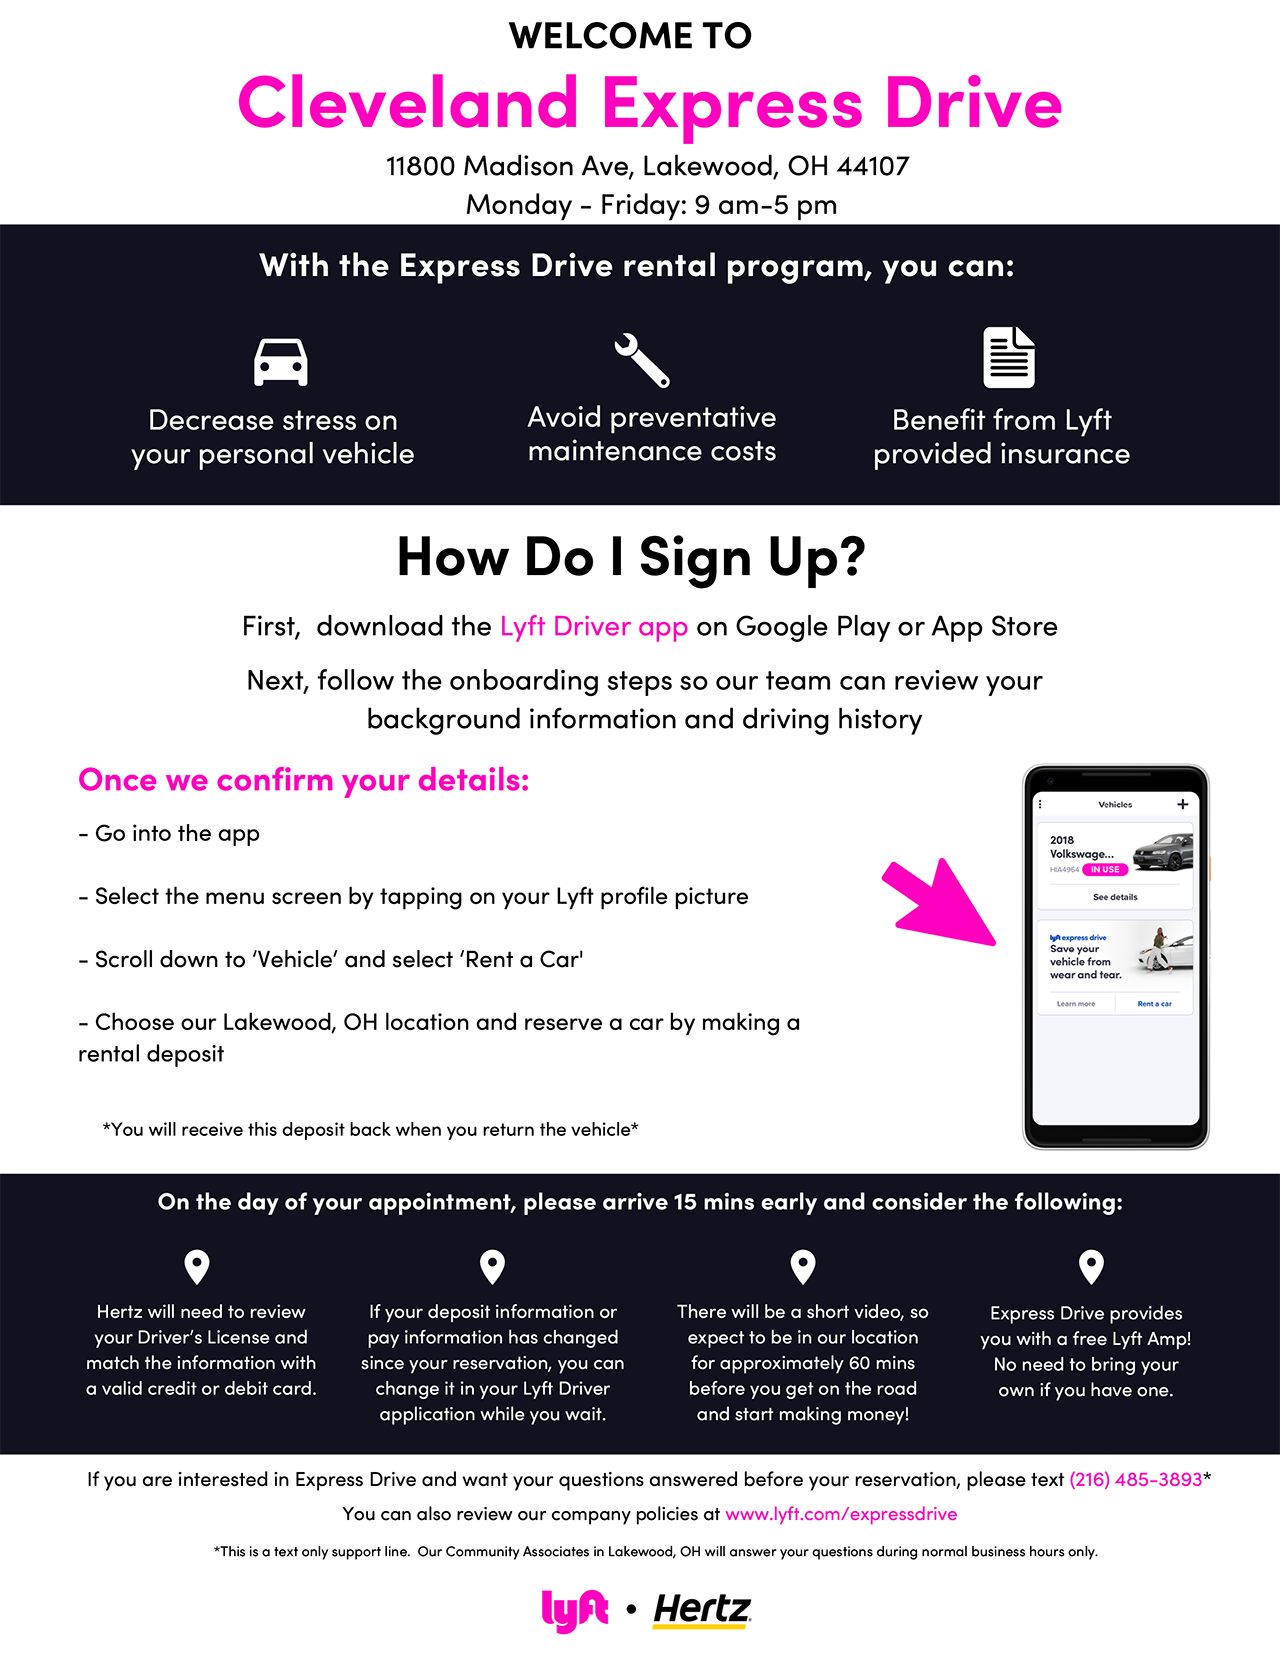 WELCOME TO
Cleveland Express Drive
11800 Madison Ave, Lakewood, OH 44107
Monday - Friday: 9 am-5 pm
With the Express Drive rental program, you can:
Decrease stress on
your personal vehicle
Avoid preventative
maintenance costs
Benefit from Lyft
provided insurance
How Do I Sign Up?
First,  download the Lyft Driver app on Google Play or App Store
Next, follow the onboarding steps so our team can review your
background information and driving history
Once we confirm your details:
- Go into the app
- Select the menu screen by tapping on your Lyft profile picture
- Scroll down to ‘Vehicle’ and select ‘Rent a Car'
- Choose our Lakewood, OH location and reserve a car by making a
rental deposit
*You will receive this deposit back when you return the vehicle*
Vehicles
2018
Volkswage...
HIA4964 IN USE
See details
lyft express drive
Save your
vehicle from
wear and tear.
Learn more Rent a car
On the day of your appointment, please arrive 15 mins early and consider the following:
Hertz will need to review
your Driver’s License and
match the information with
a valid credit or debit card.
If your deposit information or
pay information has changed
since your reservation, you can
change it in your Lyft Driver
application while you wait.
There will be a short video, so
expect to be in our location
for approximately 60 mins
before you get on the road
and start making money!
Express Drive provides
you with a free Lyft Amp!
No need to bring your
own if you have one.
If you are interested in Express Drive and want your questions answered before your reservation, please text (216) 485-3893*
You can also review our company policies at www.lyft.com/expressdrive
*This is a text only support line.  Our Community Associates in Lakewood, OH will answer your questions during normal business hours only.
lyft • Hertz